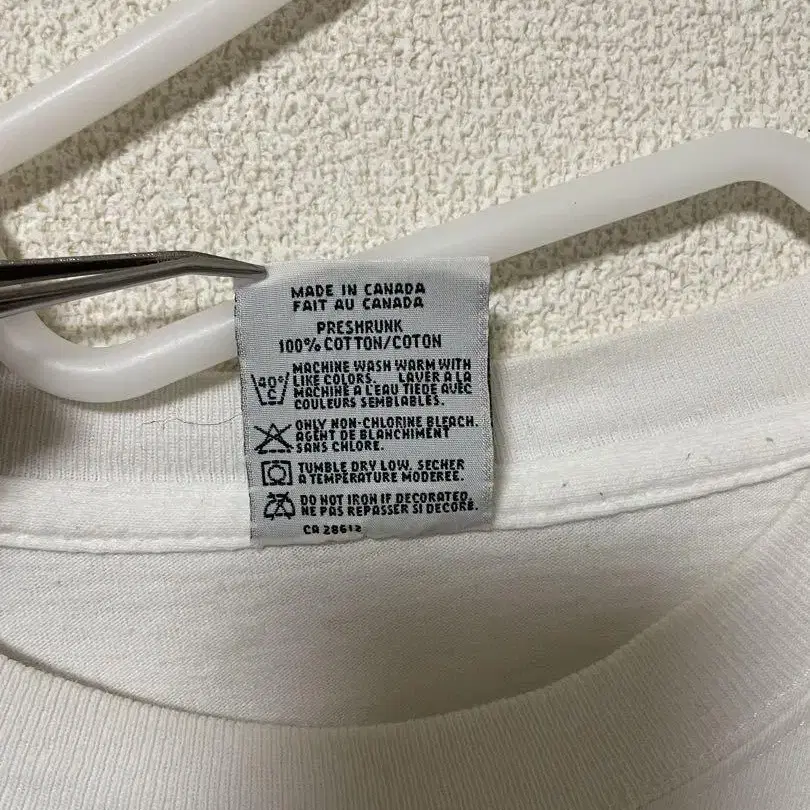 MADE IN CANADA
FAIT AU CANADA
PRESHRUNK
100% COTTON/COTON
40°
C
MACHINE WASH WARM WITH
LIKE COLORS. LAVER A LA
MACHINE A L'EAU TIEDE AVEC
COULEURS SEMBLABLES.
ONLY NON-CHLORINE BLEACH.
AGENT DE BLANCHIMENT
SANS CHLORE.
TUMBLE DRY LOW. SECHER
A TEMPERATURE MODEREE.
DO NOT IRON IF DECORATED.
NE PAS REPASSER SI DECORE.
CA 28612